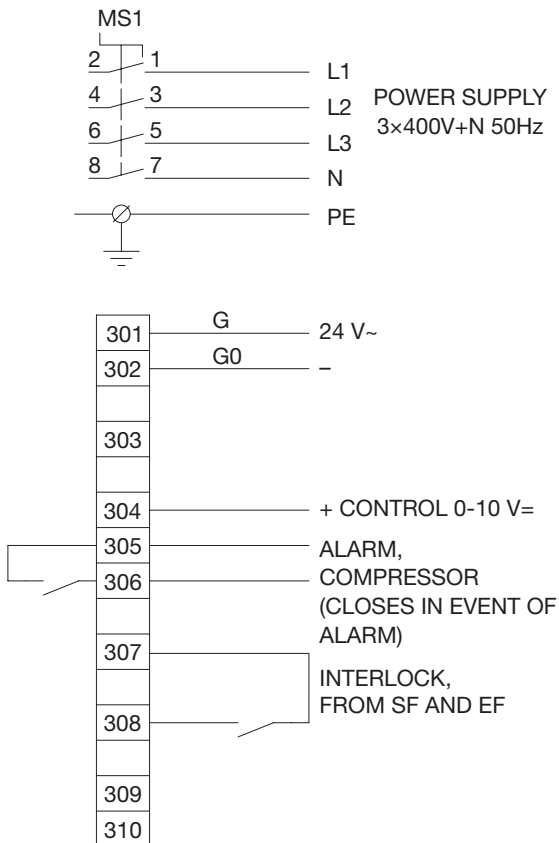 MS1
2 1 L1
4 3 L2 POWER SUPPLY
6 5 L3 3×400V+N 50Hz
8 7 N
PE
301 G 24 V~
302 G0 –
303
304 + CONTROL 0-10 V=
305 ALARM,
306 COMPRESSOR
(CLOSES IN EVENT OF
ALARM)
307
INTERLOCK,
FROM SF AND EF
308
309
310